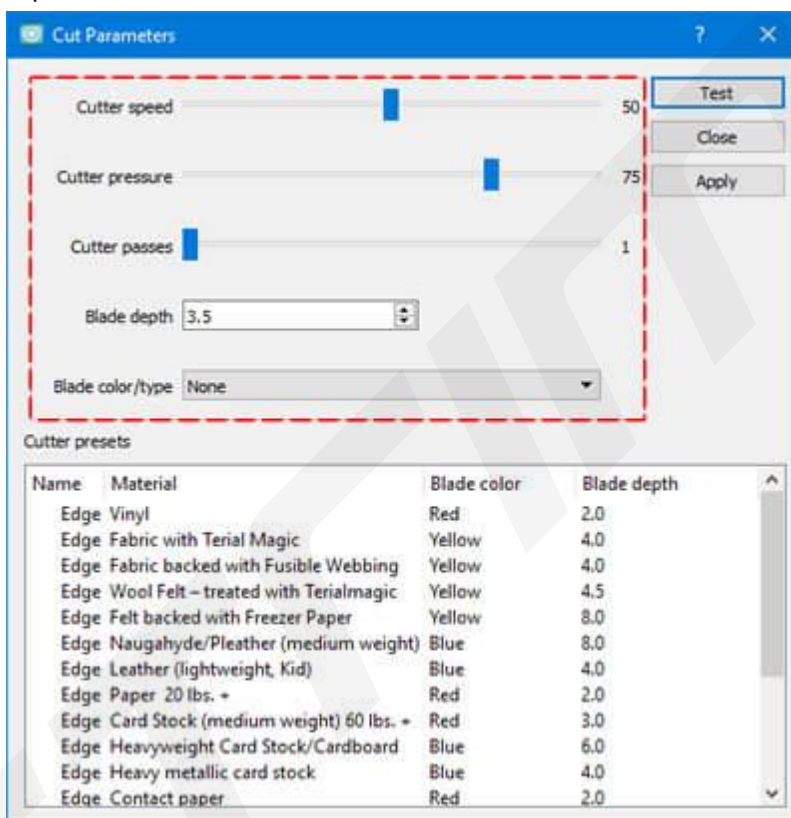 Cut Parameters ? ×
Cutter speed 50
Test
Close
Cutter pressure 75
Apply
Cutter passes 1
Blade depth 3.5
Blade color/type None
Cutter presets
Name Material Blade color Blade depth
Edge Vinyl Red 2.0
Edge Fabric with Terial Magic Yellow 4.0
Edge Fabric backed with Fusible Webbing Yellow 4.0
Edge Wool Felt – treated with Terialmagic Yellow 4.5
Edge Felt backed with Freezer Paper Yellow 8.0
Edge Naugahyde/Pleather (medium weight) Blue 8.0
Edge Leather (lightweight, Kid) Blue 4.0
Edge Paper 20 lbs. + Red 2.0
Edge Card Stock (medium weight) 60 lbs. + Red 3.0
Edge Heavyweight Card Stock/Cardboard Blue 6.0
Edge Heavy metallic card stock Blue 4.0
Edge Contact paper Red 2.0